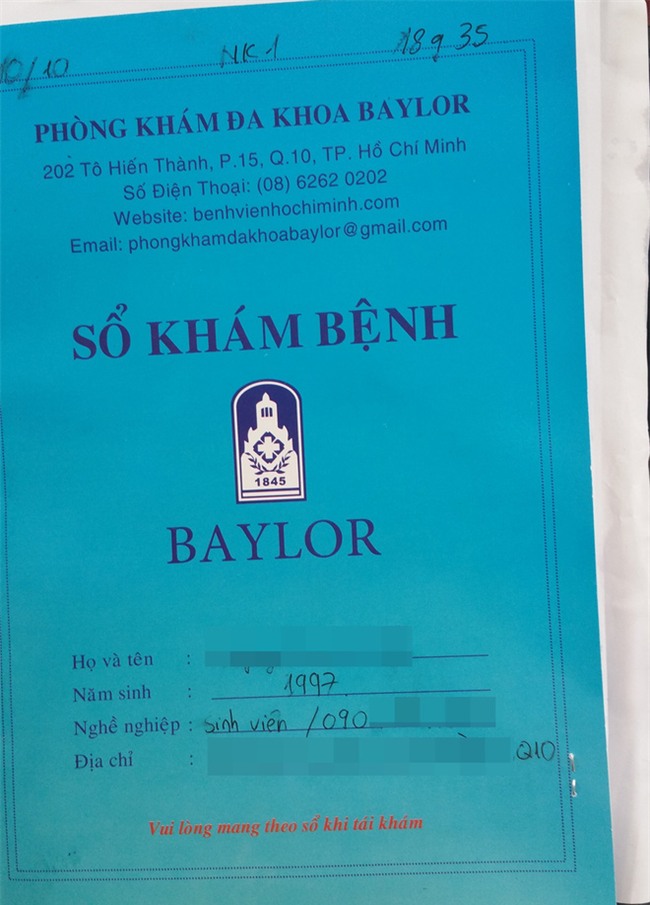 10/10 NK1 18g35
PHÒNG KHÁM ĐA KHOA BAYLOR
202 Tô Hiến Thành, P.15, Q.10, TP. Hồ Chí Minh
Số Điện Thoại: (08) 6262 0202
Website: benhvienhochiminh.com
Email: phongkhamdakhoabaylor@gmail.com
SỔ KHÁM BỆNH
1845
BAYLOR
Họ và tên :
Năm sinh : 1997
Nghề nghiệp : sinh viên /090
Địa chỉ : Q10
Vui lòng mang theo sổ khi tái khám